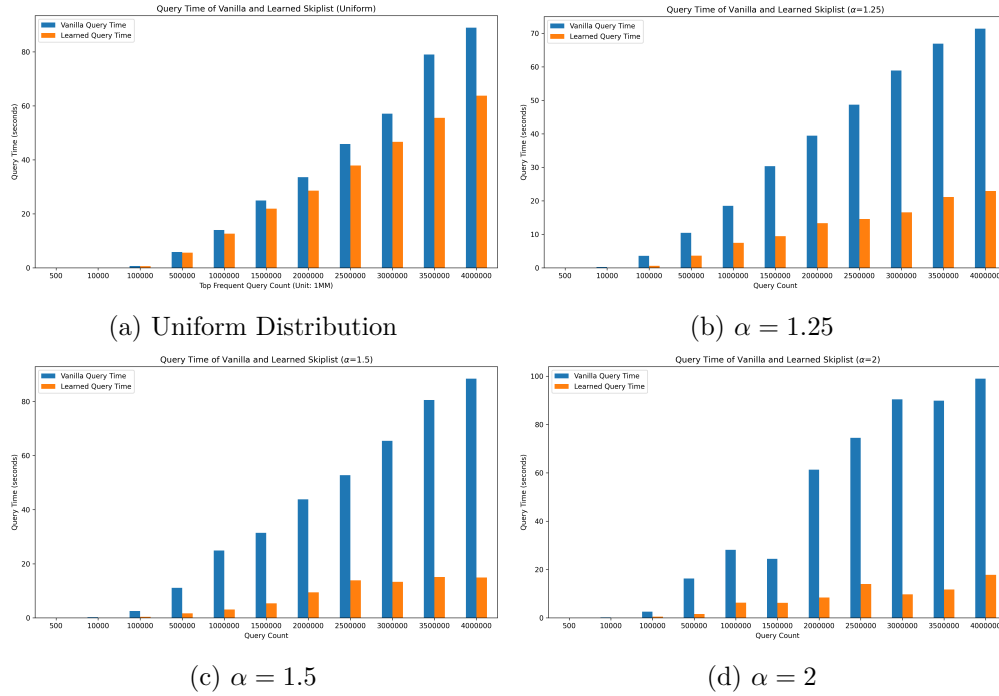 Query Time of Vanilla and Learned Skiplist (Uniform)
Vanilla Query Time
Learned Query Time
Query Time (seconds)
80
60
40
20
0
500 10000 100000 500000 1000000 1500000 2000000 2500000 3000000 3500000 4000000
Top Frequent Query Count (Unit: 1MM)
(a) Uniform Distribution
Query Time of Vanilla and Learned Skiplist (α=1.25)
Vanilla Query Time
Learned Query Time
Query Time (seconds)
70
60
50
40
30
20
10
0
500 10000 100000 500000 1000000 1500000 2000000 2500000 3000000 3500000 4000000
Query Count
(b) α = 1.25
Query Time of Vanilla and Learned Skiplist (α=1.5)
Vanilla Query Time
Learned Query Time
Query Time (seconds)
80
60
40
20
0
500 10000 100000 500000 1000000 1500000 2000000 2500000 3000000 3500000 4000000
Query Count
(c) α = 1.5
Query Time of Vanilla and Learned Skiplist (α=2)
Vanilla Query Time
Learned Query Time
Query Time (seconds)
100
80
60
40
20
0
500 10000 100000 500000 1000000 1500000 2000000 2500000 3000000 3500000 4000000
Query Count
(d) α = 2